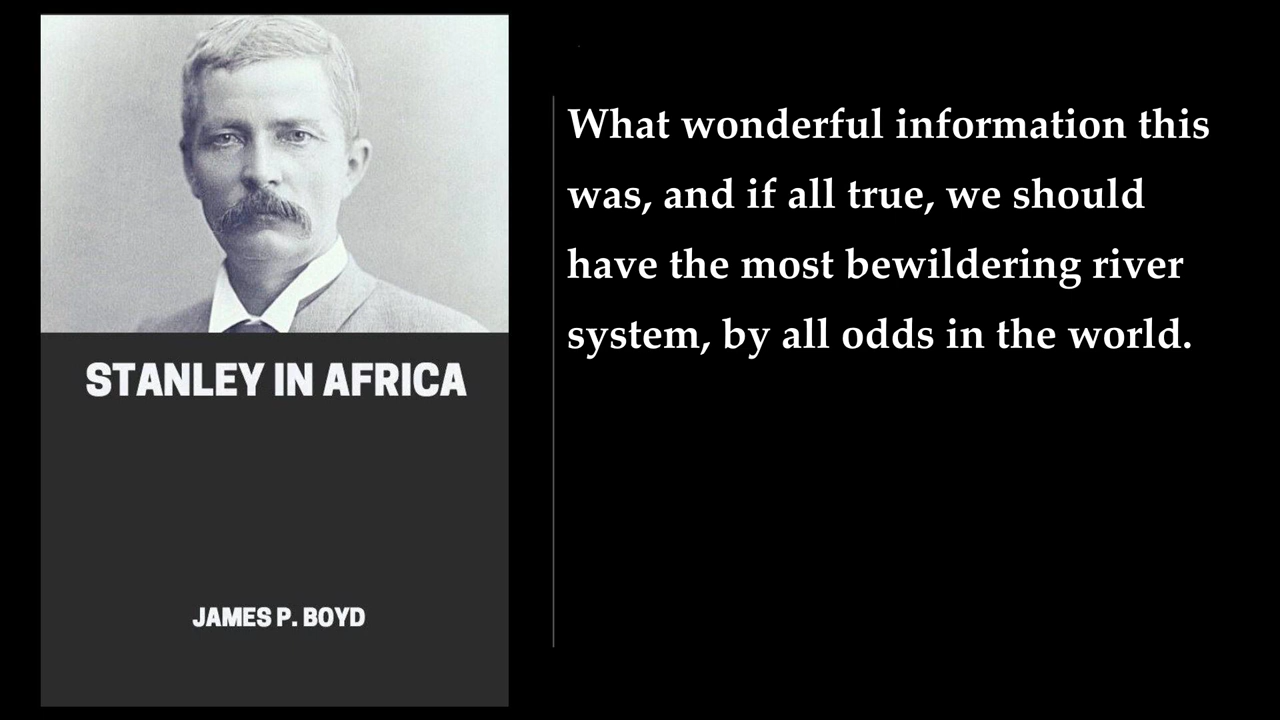 STANLEY IN AFRICA
JAMES P. BOYD
What wonderful information this
was, and if all true, we should
have the most bewildering river
system, by all odds in the world.